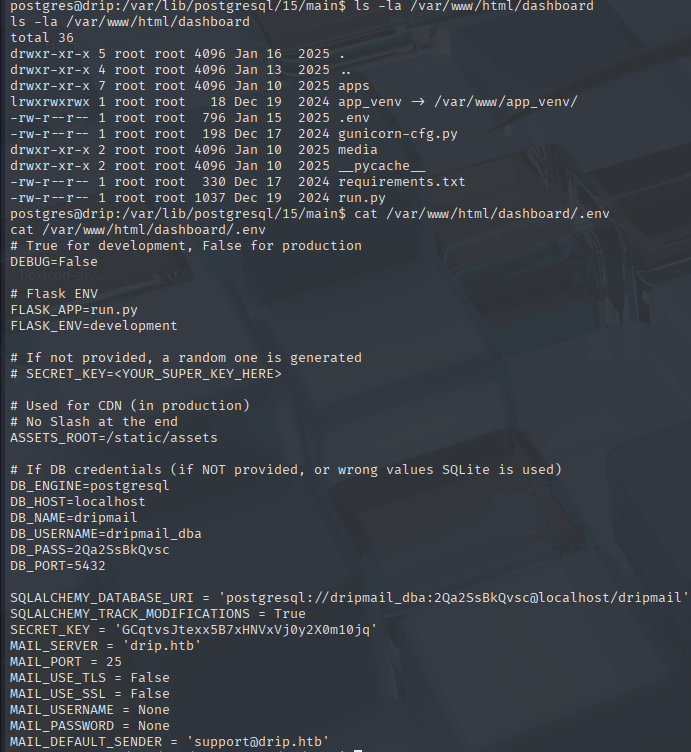 postgres@drip:/var/lib/postgresql/15/main$ ls -la /var/www/html/dashboard
ls -la /var/www/html/dashboard
total 36
drwxr-xr-x 5 root root 4096 Jan 16  2025 .
drwxr-xr-x 4 root root 4096 Jan 13  2025 ..
drwxr-xr-x 7 root root 4096 Jan 10  2025 apps
lrwxrwxrwx 1 root root   18 Dec 19  2024 app_venv -> /var/www/app_venv/
-rw-r--r-- 1 root root  796 Jan 15  2025 .env
-rw-r--r-- 1 root root  198 Dec 17  2024 gunicorn-cfg.py
drwxr-xr-x 2 root root 4096 Jan 10  2025 media
drwxr-xr-x 2 root root 4096 Jan 10  2025 __pycache__
-rw-r--r-- 1 root root  330 Dec 17  2024 requirements.txt
-rw-r--r-- 1 root root 1037 Dec 19  2024 run.py
postgres@drip:/var/lib/postgresql/15/main$ cat /var/www/html/dashboard/.env
cat /var/www/html/dashboard/.env
# True for development, False for production
DEBUG=False

# Flask ENV
FLASK_APP=run.py
FLASK_ENV=development

# If not provided, a random one is generated
# SECRET_KEY=<YOUR_SUPER_KEY_HERE>

# Used for CDN (in production)
# No Slash at the end
ASSETS_ROOT=/static/assets

# If DB credentials (if NOT provided, or wrong values SQLite is used)
DB_ENGINE=postgresql
DB_HOST=localhost
DB_NAME=dripmail
DB_USERNAME=dripmail_dba
DB_PASS=2Qa2SsBkQvsc
DB_PORT=5432

SQLALCHEMY_DATABASE_URI = 'postgresql://dripmail_dba:2Qa2SsBkQvsc@localhost/dripmail'
SQLALCHEMY_TRACK_MODIFICATIONS = True
SECRET_KEY = 'GCqtvsJtexx5B7xHNVxVj0y2X0m10jq'
MAIL_SERVER = 'drip.htb'
MAIL_PORT = 25
MAIL_USE_TLS = False
MAIL_USE_SSL = False
MAIL_USERNAME = None
MAIL_PASSWORD = None
MAIL_DEFAULT_SENDER = 'support@drip.htb'